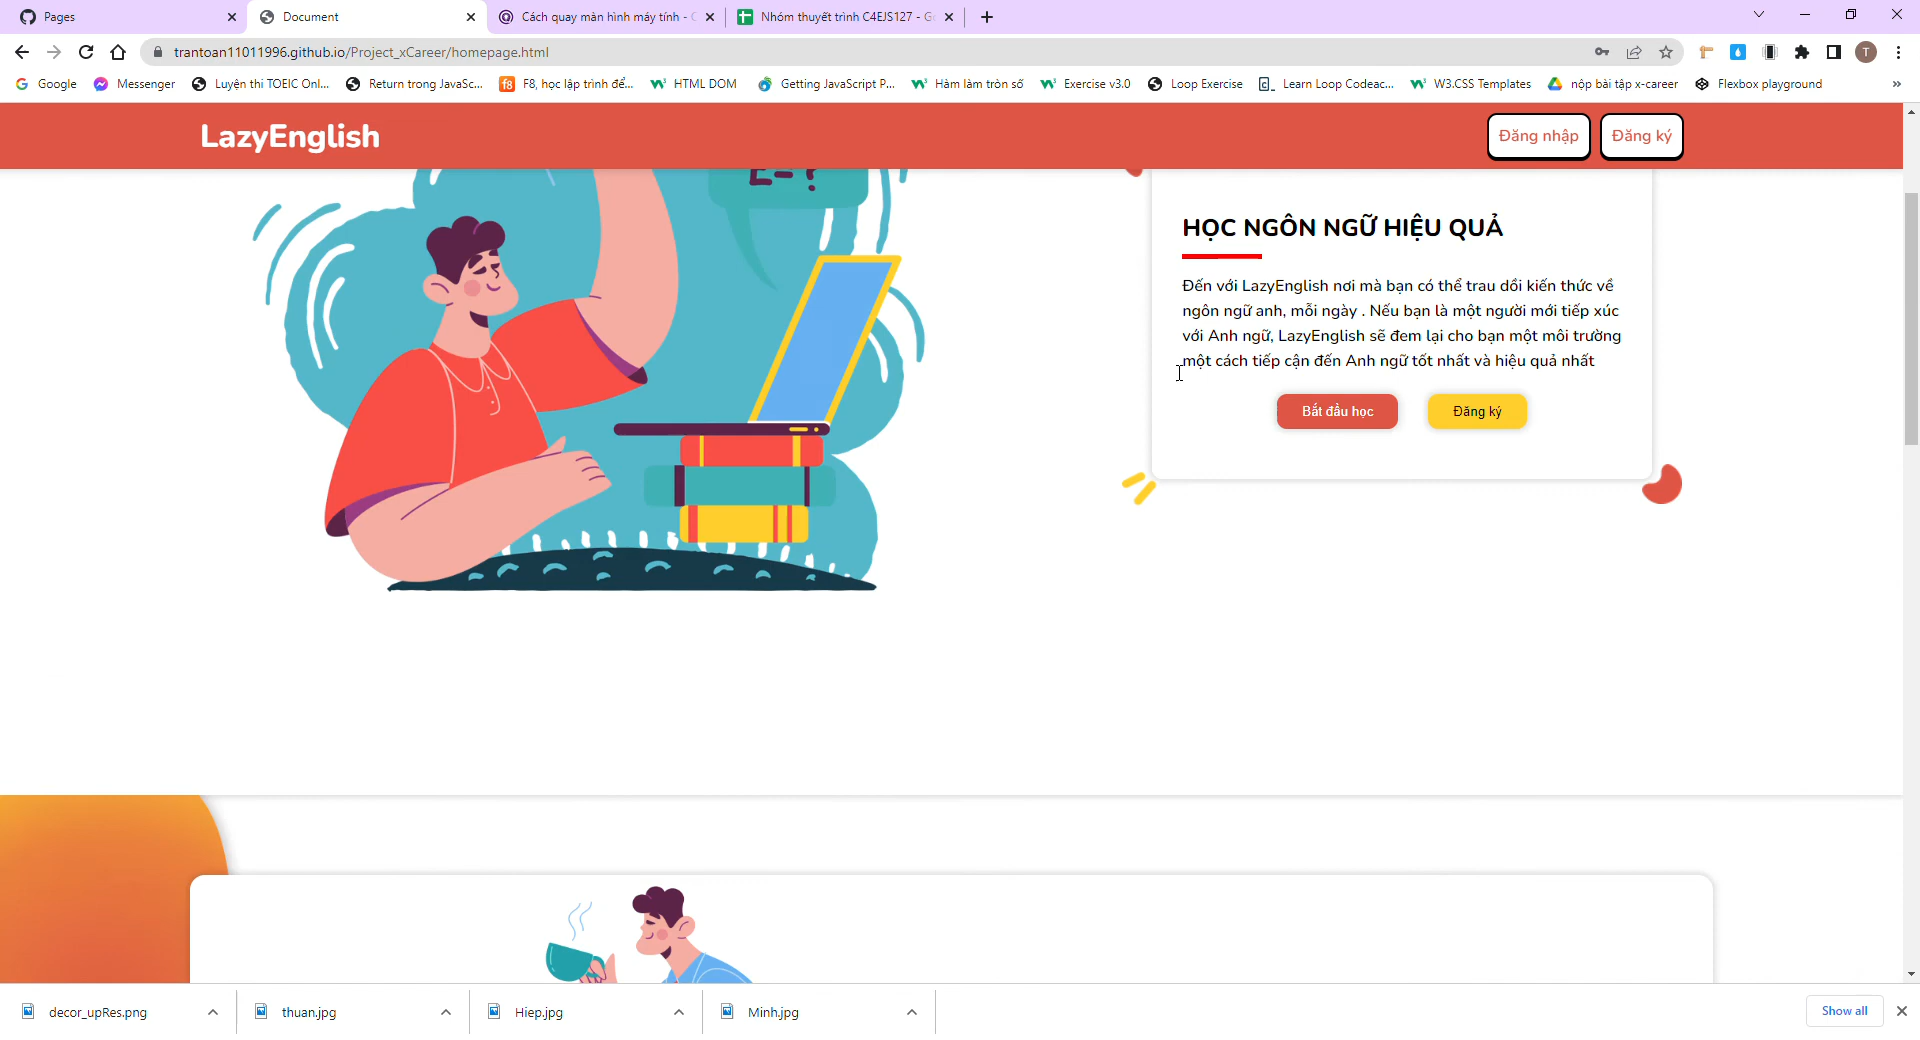 Pages
Document
Cách quay màn hình máy tính -
Nhóm thuyết trình C4EJS127 - G
trantoan11011996.github.io/Project_xCareer/homepage.html
T
Google
Messenger
Luyện thi TOEIC Onl...
Return trong JavaSc...
F8, học lập trình để...
HTML DOM
Getting JavaScript P...
Hàm làm tròn số
Exercise v3.0
Loop Exercise
Learn Loop Codeac...
W3.CSS Templates
nộp bài tập x-career
Flexbox playground
»
LazyEnglish
Đăng nhập
Đăng ký
E=?
HỌC NGÔN NGỮ HIỆU QUẢ
Đến với LazyEnglish nơi mà bạn có thể trau dồi kiến thức về
ngôn ngữ anh, mỗi ngày . Nếu bạn là một người mới tiếp xúc
với Anh ngữ, LazyEnglish sẽ đem lại cho bạn một môi trường
một cách tiếp cận đến Anh ngữ tốt nhất và hiệu quả nhất
Bắt đầu học
Đăng ký
decor_upRes.png
thuan.jpg
Hiep.jpg
Minh.jpg
Show all